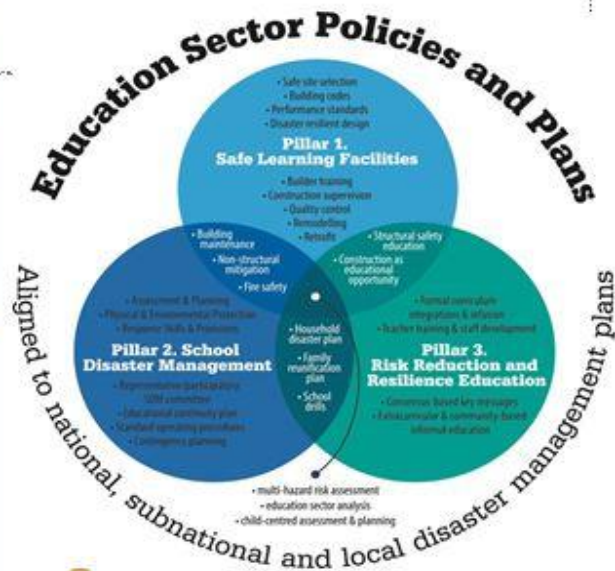 Education Sector Policies and Plans
• Safe site selection
• Building codes
• Performance standards
• Disaster resilient design
Pillar 1.
Safe Learning Facilities
• Builder training
• Construction supervision
• Quality control
• Remodelling
• Retrofit
• Building
maintenance
• Non-structural
mitigation
• Fire safety
• Structural safety
education
• Construction as
educational
opportunity
• Assessment & Planning
• Physical & Environmental Protection
• Response Skills & Provisions
Pillar 2. School
Disaster Management
• Representative/participatory
SDM committee
• Educational continuity plan
• Standard operating procedures
• Contingency planning
• Household
disaster plan
• Family
reunification
plan
• School
drills
• Formal curriculum
integration & infusion
• Teacher training & staff development
Pillar 3.
Risk Reduction and
Resilience Education
• Consensus-based key messages
• Extracurricular & community-based
informal education
• multi-hazard risk assessment
• education sector analysis
• child-centred assessment & planning
Aligned to national, subnational and local disaster management plans